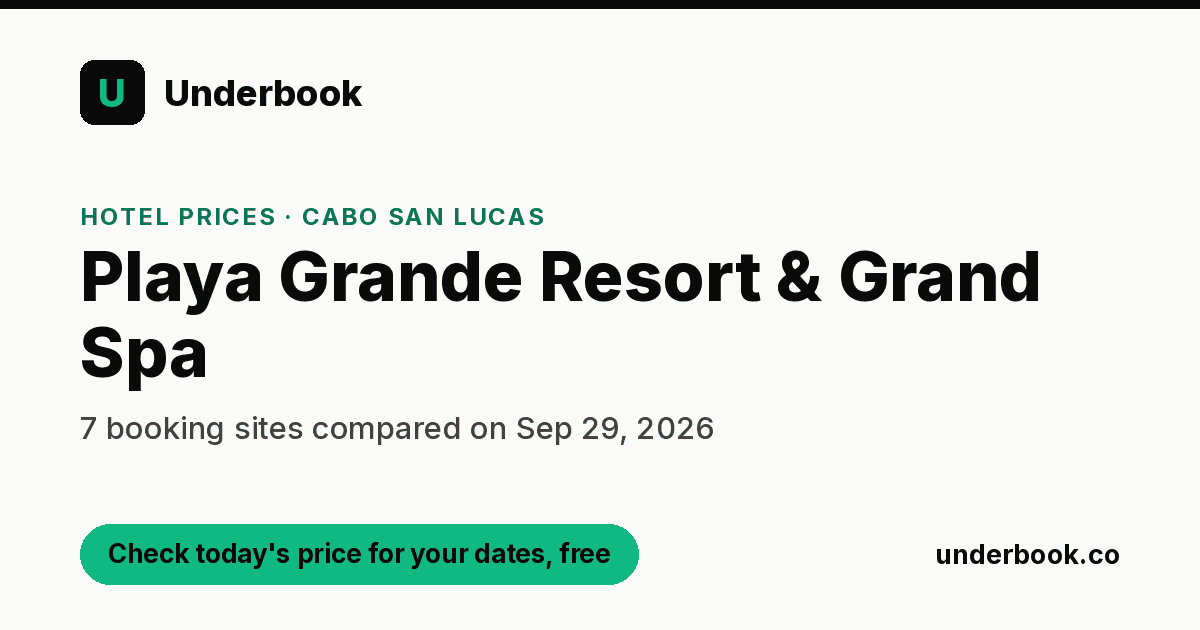 U Underbook
HOTEL PRICES · CABO SAN LUCAS
Playa Grande Resort & Grand
Spa
7 booking sites compared on Sep 29, 2026
Check today's price for your dates, free
underbook.co